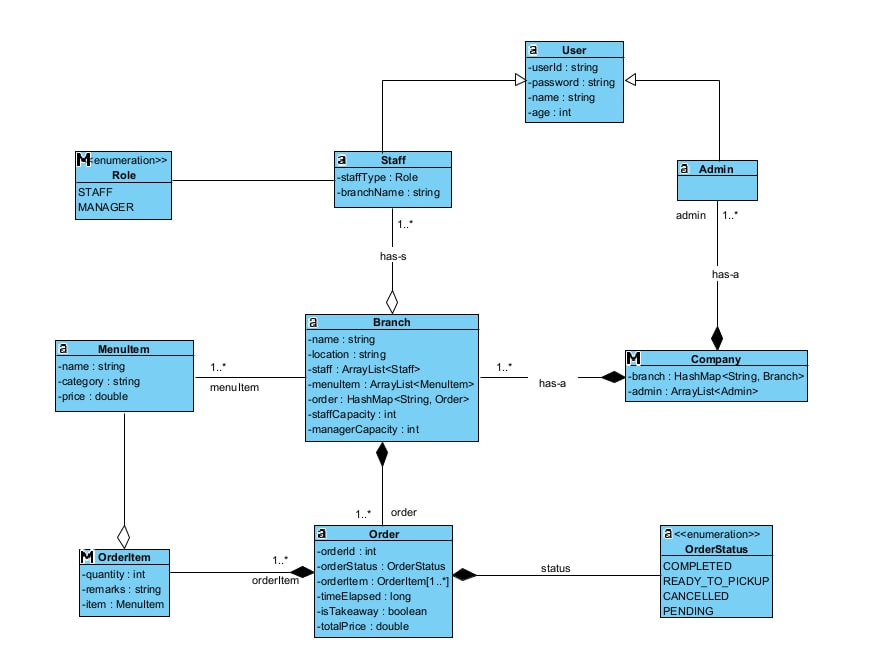 a User
-userId : string
-password : string
-name : string
-age : int
M <enumeration>>
Role
STAFF
MANAGER
a Staff
-staffType : Role
-branchName : string
a Admin
admin 1..*
1..*
has-s
has-a
a Branch
-name : string
-location : string
-staff : ArrayList<Staff>
-menuItem : ArrayList<MenuItem>
-order : HashMap<String, Order>
-staffCapacity : int
-managerCapacity : int
a MenuItem
-name : string
-category : string
-price : double
1..*
menuItem
1..*
has-a
M Company
-branch : HashMap<String, Branch>
-admin : ArrayList<Admin>
1..* order
a Order
-orderId : int
-orderStatus : OrderStatus
-orderItem : OrderItem[1..*]
-timeElapsed : long
-isTakeaway : boolean
-totalPrice : double
M OrderItem
-quantity : int
-remarks : string
-item : MenuItem
1..*
orderItem
status
a <<enumeration>>
OrderStatus
COMPLETED
READY_TO_PICKUP
CANCELLED
PENDING